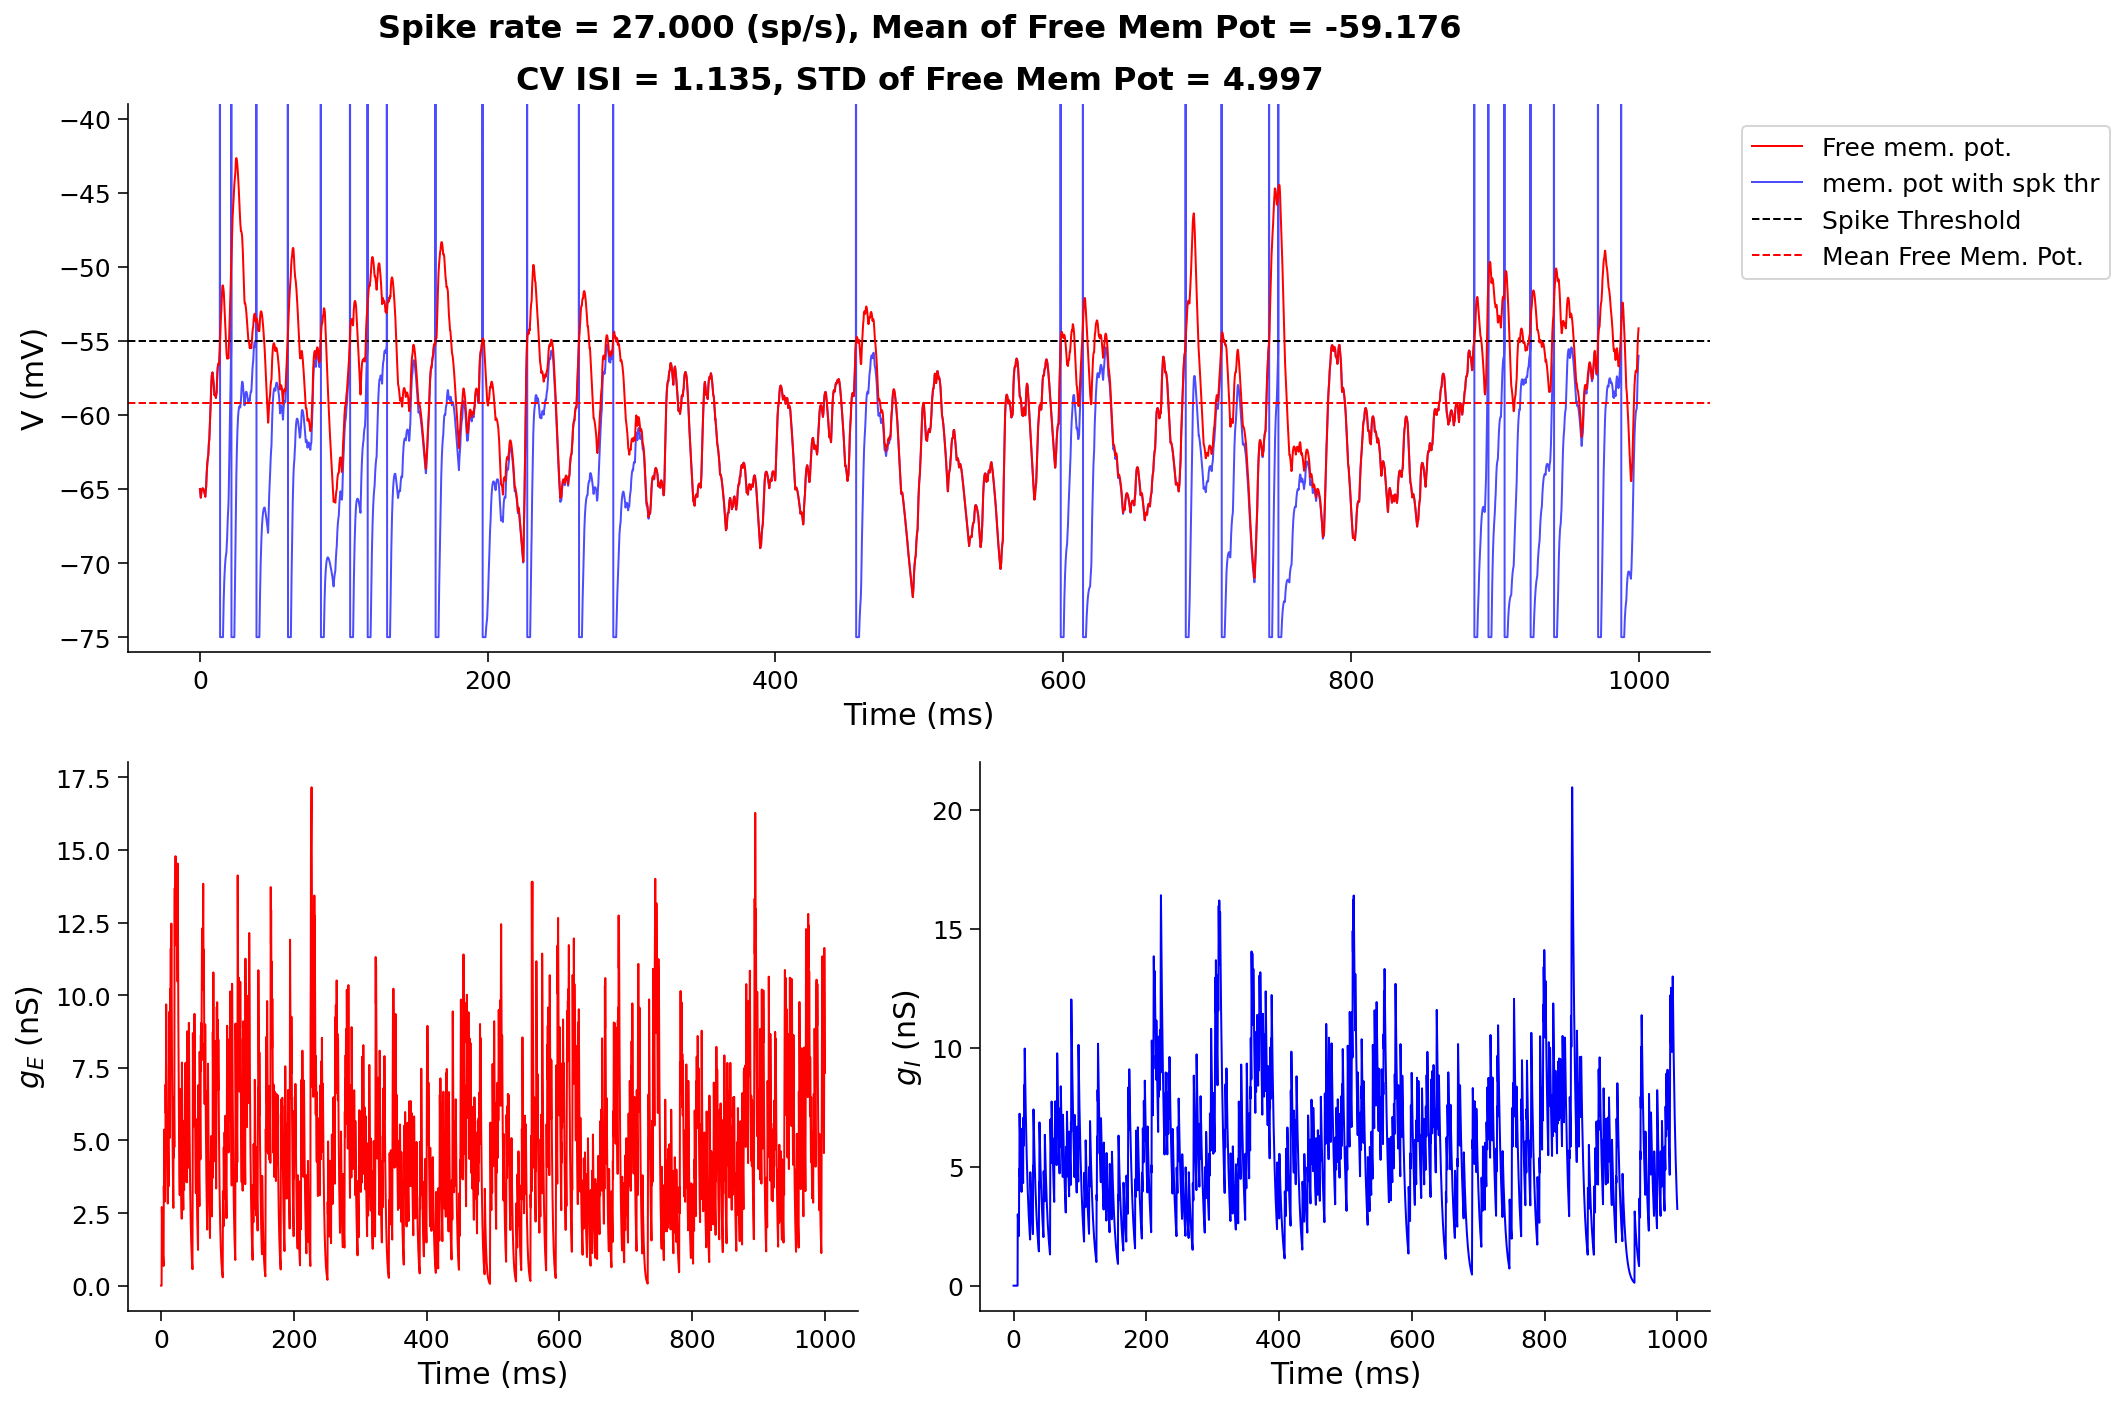 Spike rate = 27.000 (sp/s), Mean of Free Mem Pot = -59.176
CV ISI = 1.135, STD of Free Mem Pot = 4.997
−40
−45
−50
−55
−60
−65
−70
−75
V (mV)
0 200 400 600 800 1000
Time (ms)
Free mem. pot.
mem. pot with spk thr
Spike Threshold
Mean Free Mem. Pot.
17.5
15.0
12.5
10.0
7.5
5.0
2.5
0.0
g_E (nS)
0 200 400 600 800 1000
Time (ms)
20
15
10
5
0
g_I (nS)
0 200 400 600 800 1000
Time (ms)